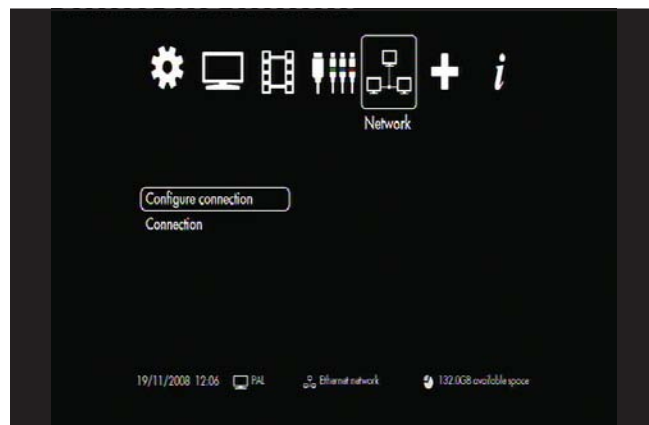 i
Network
Configure connection
Connection
19/11/2008 12:06 PAL Ethernet network 132.0GB available space